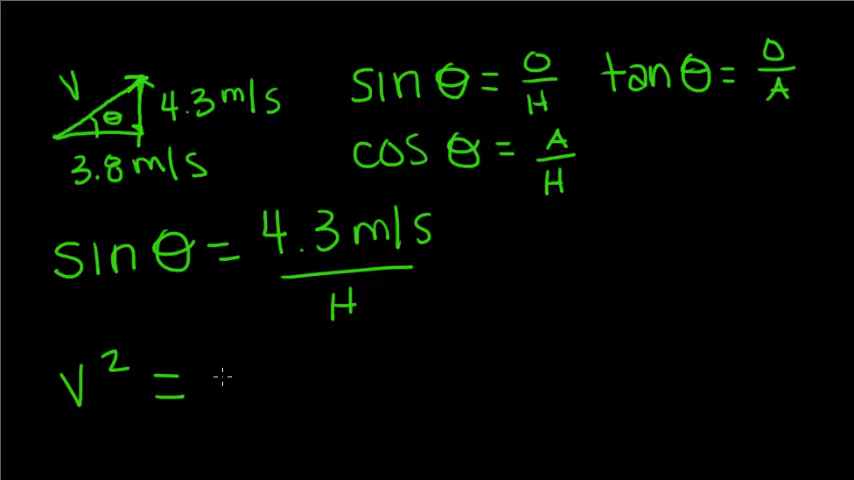 V
θ
4.3 m/s
3.8 m/s
sin θ = O/H
tan θ = O/A
cos θ = A/H
sin θ = 4.3 m/s / H
V² =